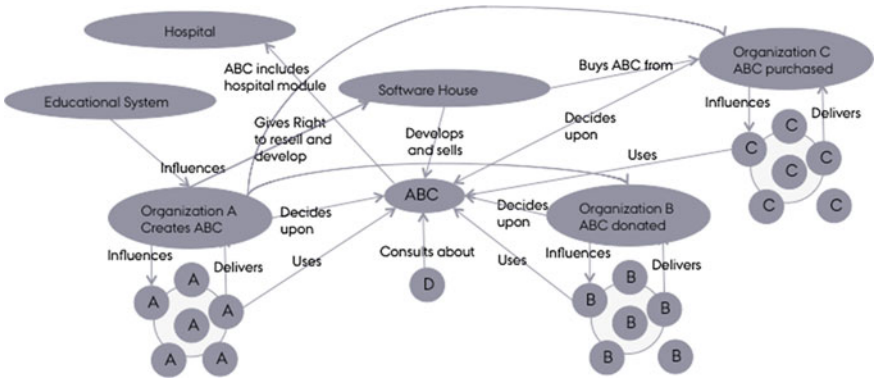 Hospital
Organization C
ABC purchased
ABC includes
hospital module
Buys ABC from
Educational System
Software House
Influences
Delivers
Gives Right
to resell and
develop
Develops
and sells
Decides
upon
C
C
C
C
C
C
Influences
Uses
ABC
Organization A
Creates ABC
Decides
upon
Decides
upon
Organization B
ABC donated
Influences
Delivers
Uses
Consults about
Uses
Influences
Delivers
D
A
A
A
A
A
A
B
B
B
B
B
B